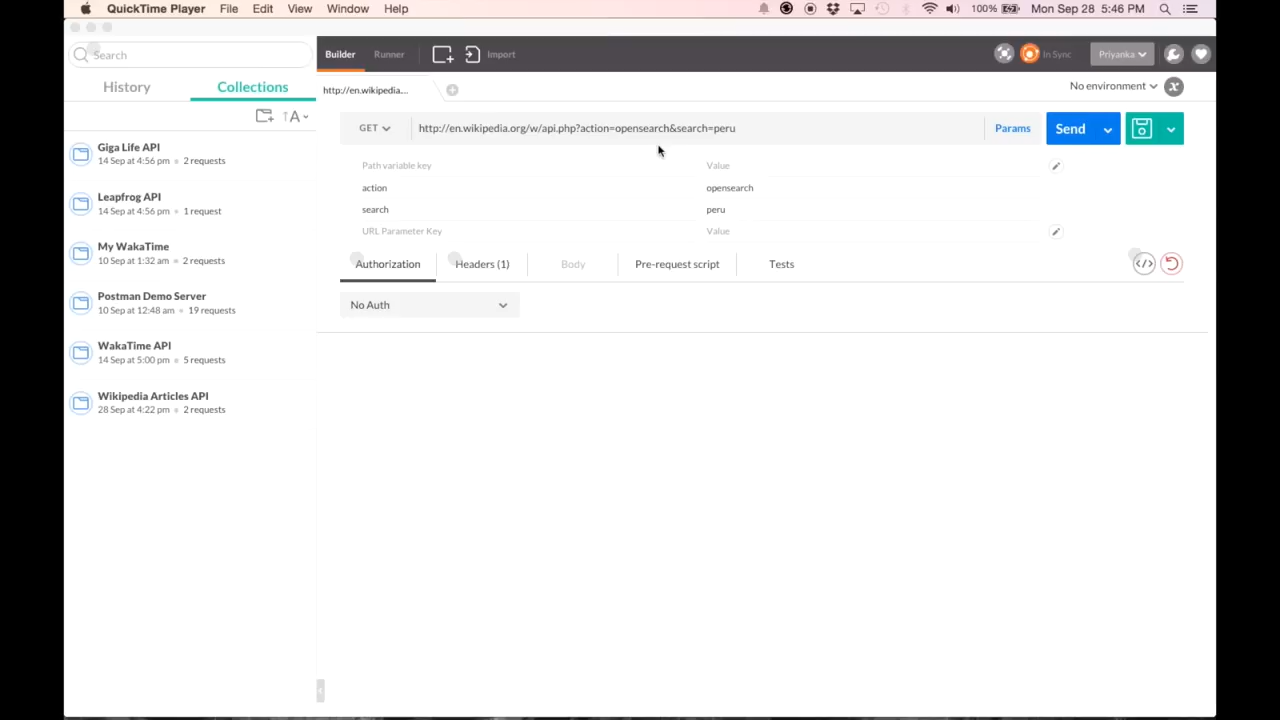 QuickTime Player File Edit View Window Help 100% Mon Sep 28 5:46 PM
Search
History Collections
A
Giga Life API
14 Sep at 4:56 pm 2 requests
Leapfrog API
14 Sep at 4:56 pm 1 request
My WakaTime
10 Sep at 1:32 am 2 requests
Postman Demo Server
10 Sep at 12:48 am 19 requests
WakaTime API
14 Sep at 5:00 pm 5 requests
Wikipedia Articles API
28 Sep at 4:22 pm 2 requests
Builder Runner Import In Sync Priyanka
http://en.wikipedia... No environment
GET http://en.wikipedia.org/w/api.php?action=opensearch&search=peru Params Send
Path variable key Value
action opensearch
search peru
URL Parameter Key Value
Authorization Headers (1) Body Pre-request script Tests
No Auth